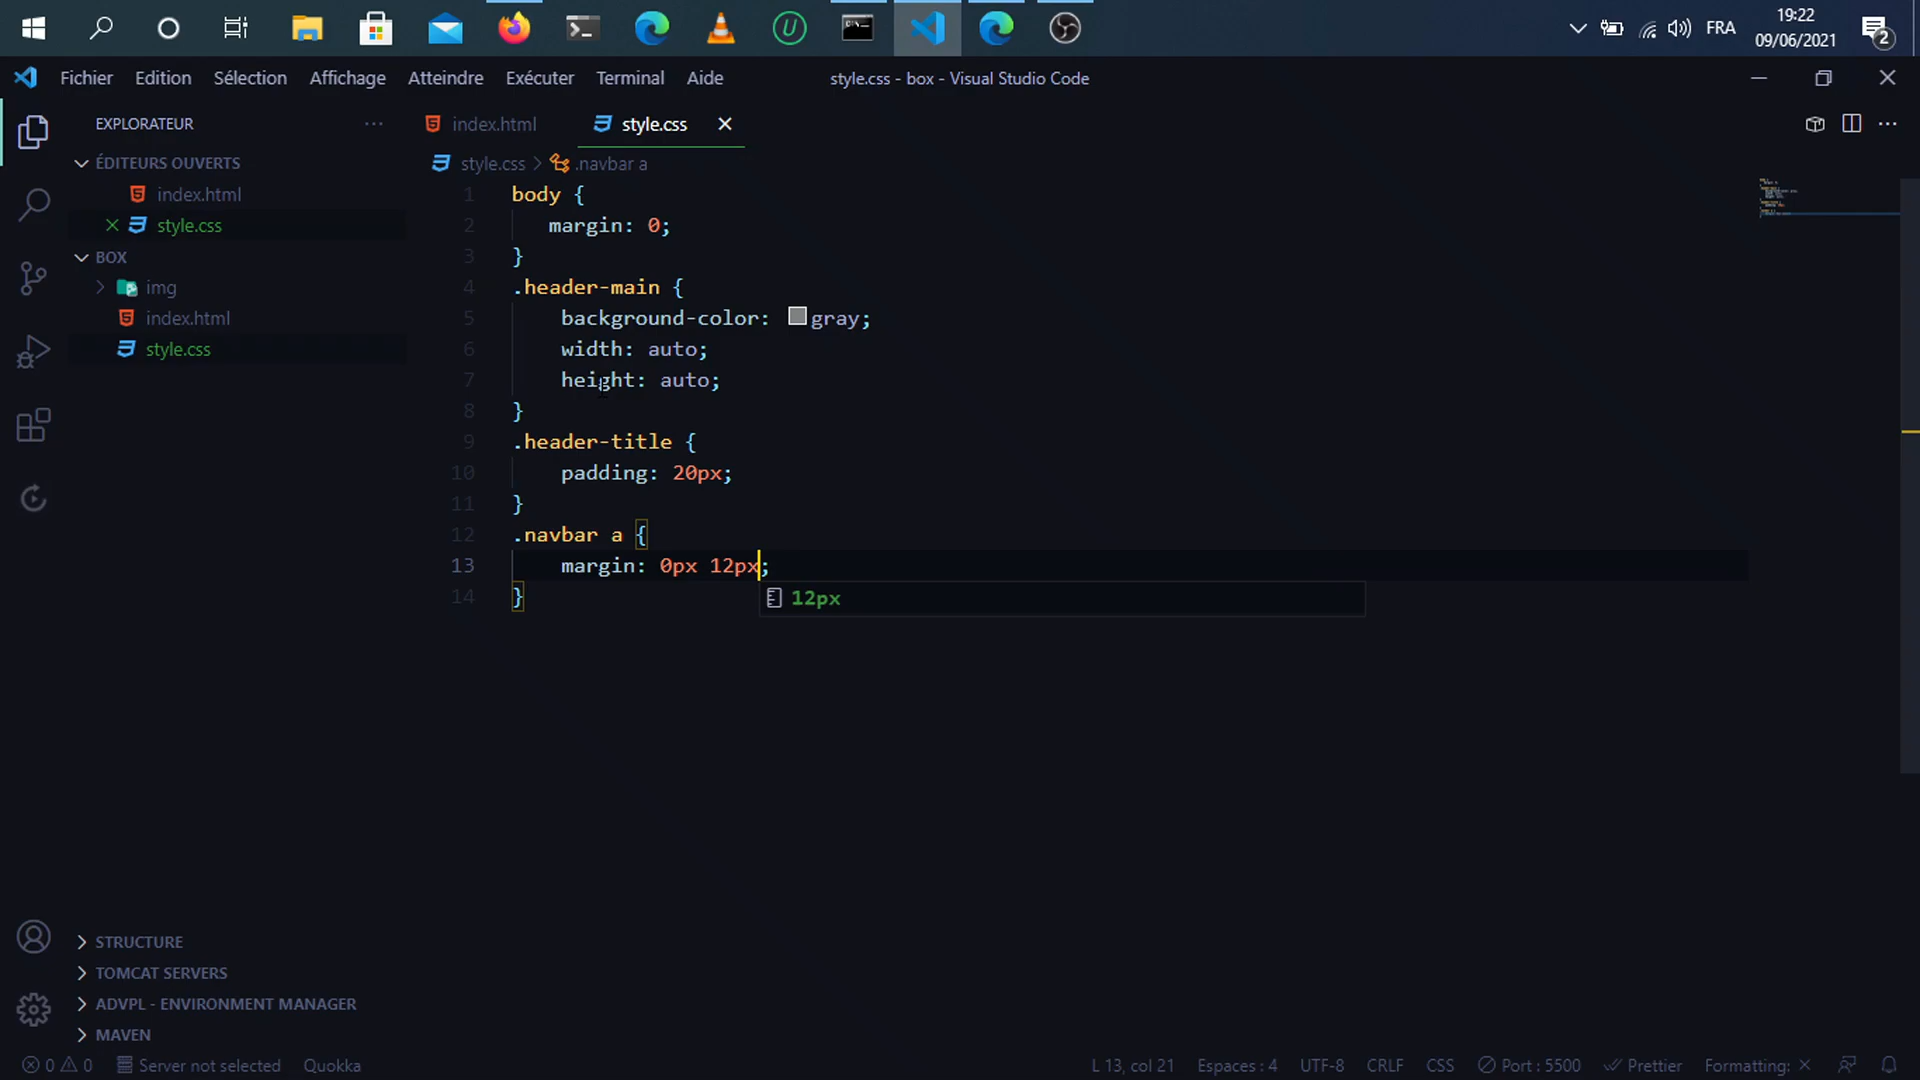 19:22
FRA
09/06/2021
2
Fichier Edition Sélection Affichage Atteindre Exécuter Terminal Aide
style.css - box - Visual Studio Code
EXPLORATEUR
index.html
style.css
ÉDITEURS OUVERTS
index.html
style.css
BOX
img
index.html
style.css
style.css > .navbar a
1 body {
2 margin: 0;
3 }
4 .header-main {
5 background-color: gray;
6 width: auto;
7 height: auto;
8 }
9 .header-title {
10 padding: 20px;
11 }
12 .navbar a {
13 margin: 0px 12px;
14 }
12px
STRUCTURE
TOMCAT SERVERS
ADVPL - ENVIRONMENT MANAGER
MAVEN
0 0 Server not selected Quokka
L 13, col 21 Espaces : 4 UTF-8 CRLF CSS Port : 5500 Prettier Formatting: ×